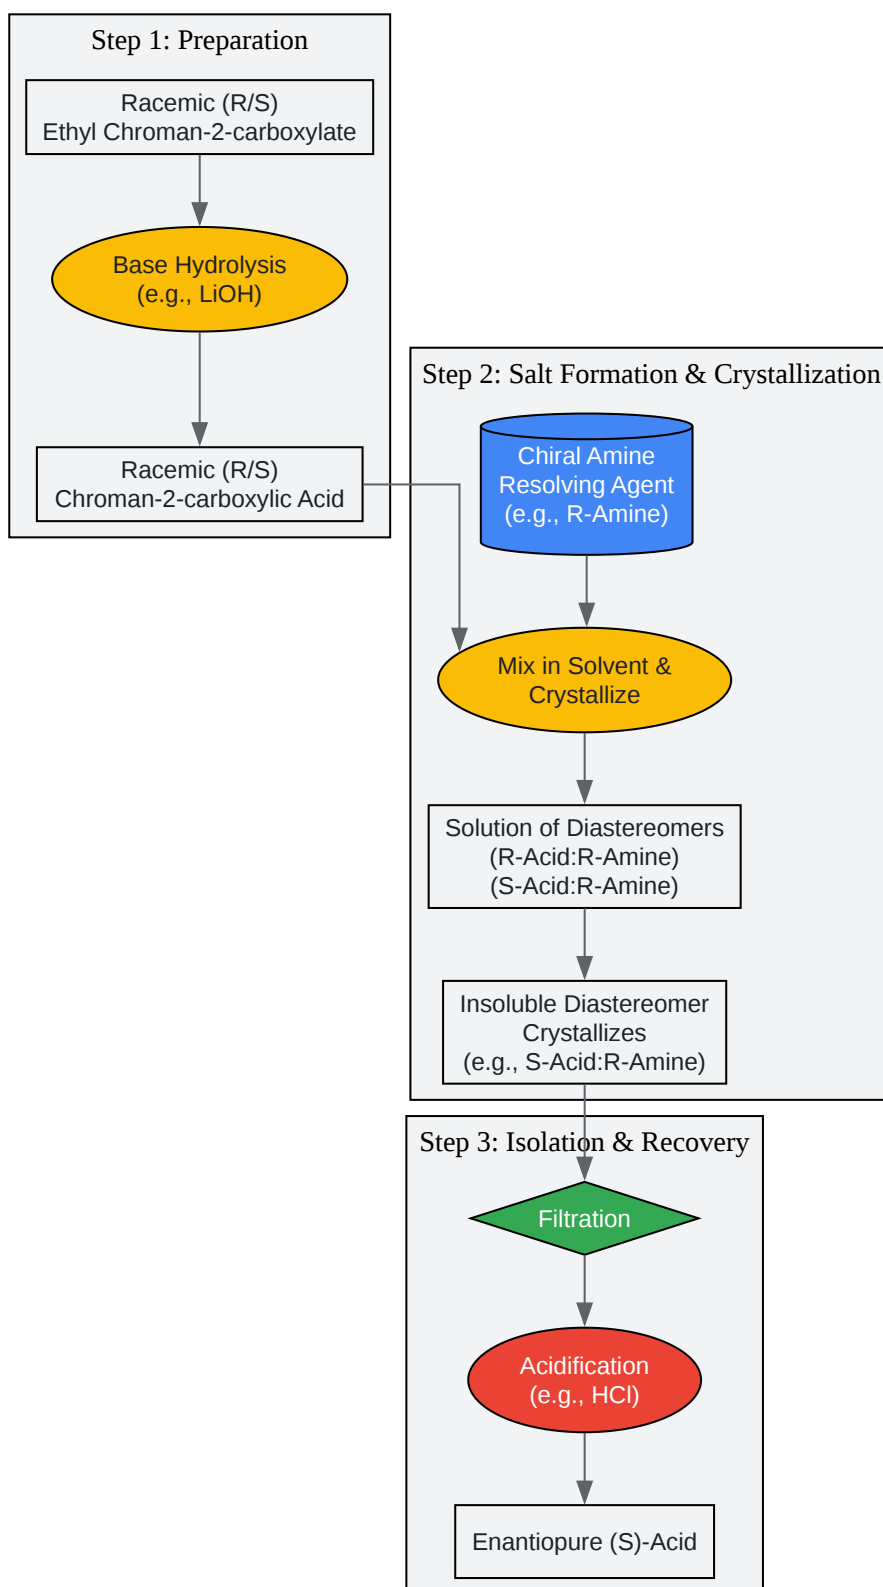 Step 1: Preparation
Racemic (R/S)
Ethyl Chroman-2-carboxylate
Base Hydrolysis
(e.g., LiOH)
Racemic (R/S)
Chroman-2-carboxylic Acid
Step 2: Salt Formation & Crystallization
Chiral Amine
Resolving Agent
(e.g., R-Amine)
Mix in Solvent &
Crystallize
Solution of Diastereomers
(R-Acid:R-Amine)
(S-Acid:R-Amine)
Insoluble Diastereomer
Crystallizes
(e.g., S-Acid:R-Amine)
Step 3: Isolation & Recovery
Filtration
Acidification
(e.g., HCl)
Enantiopure (S)-Acid